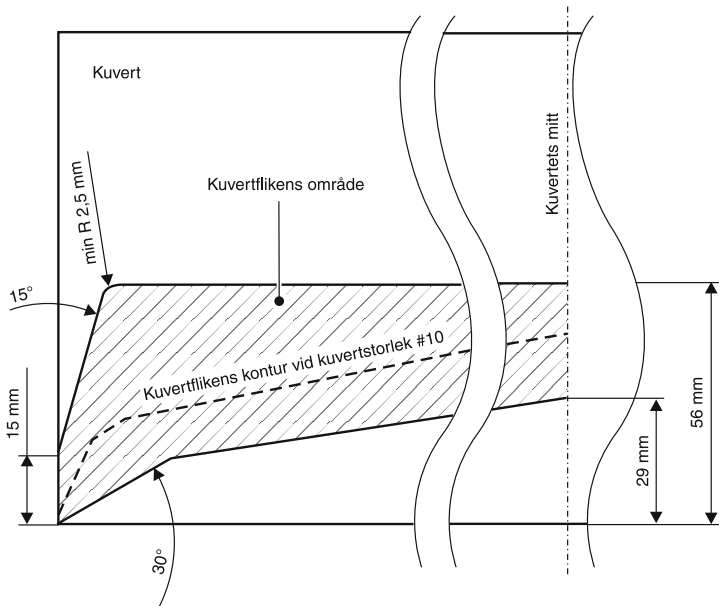 Kuvert
Kuvertets mitt
min R 2,5 mm
Kuvertflikens område
15°
Kuvertflikens kontur vid kuvertstorlek #10
15 mm
56 mm
29 mm
30°